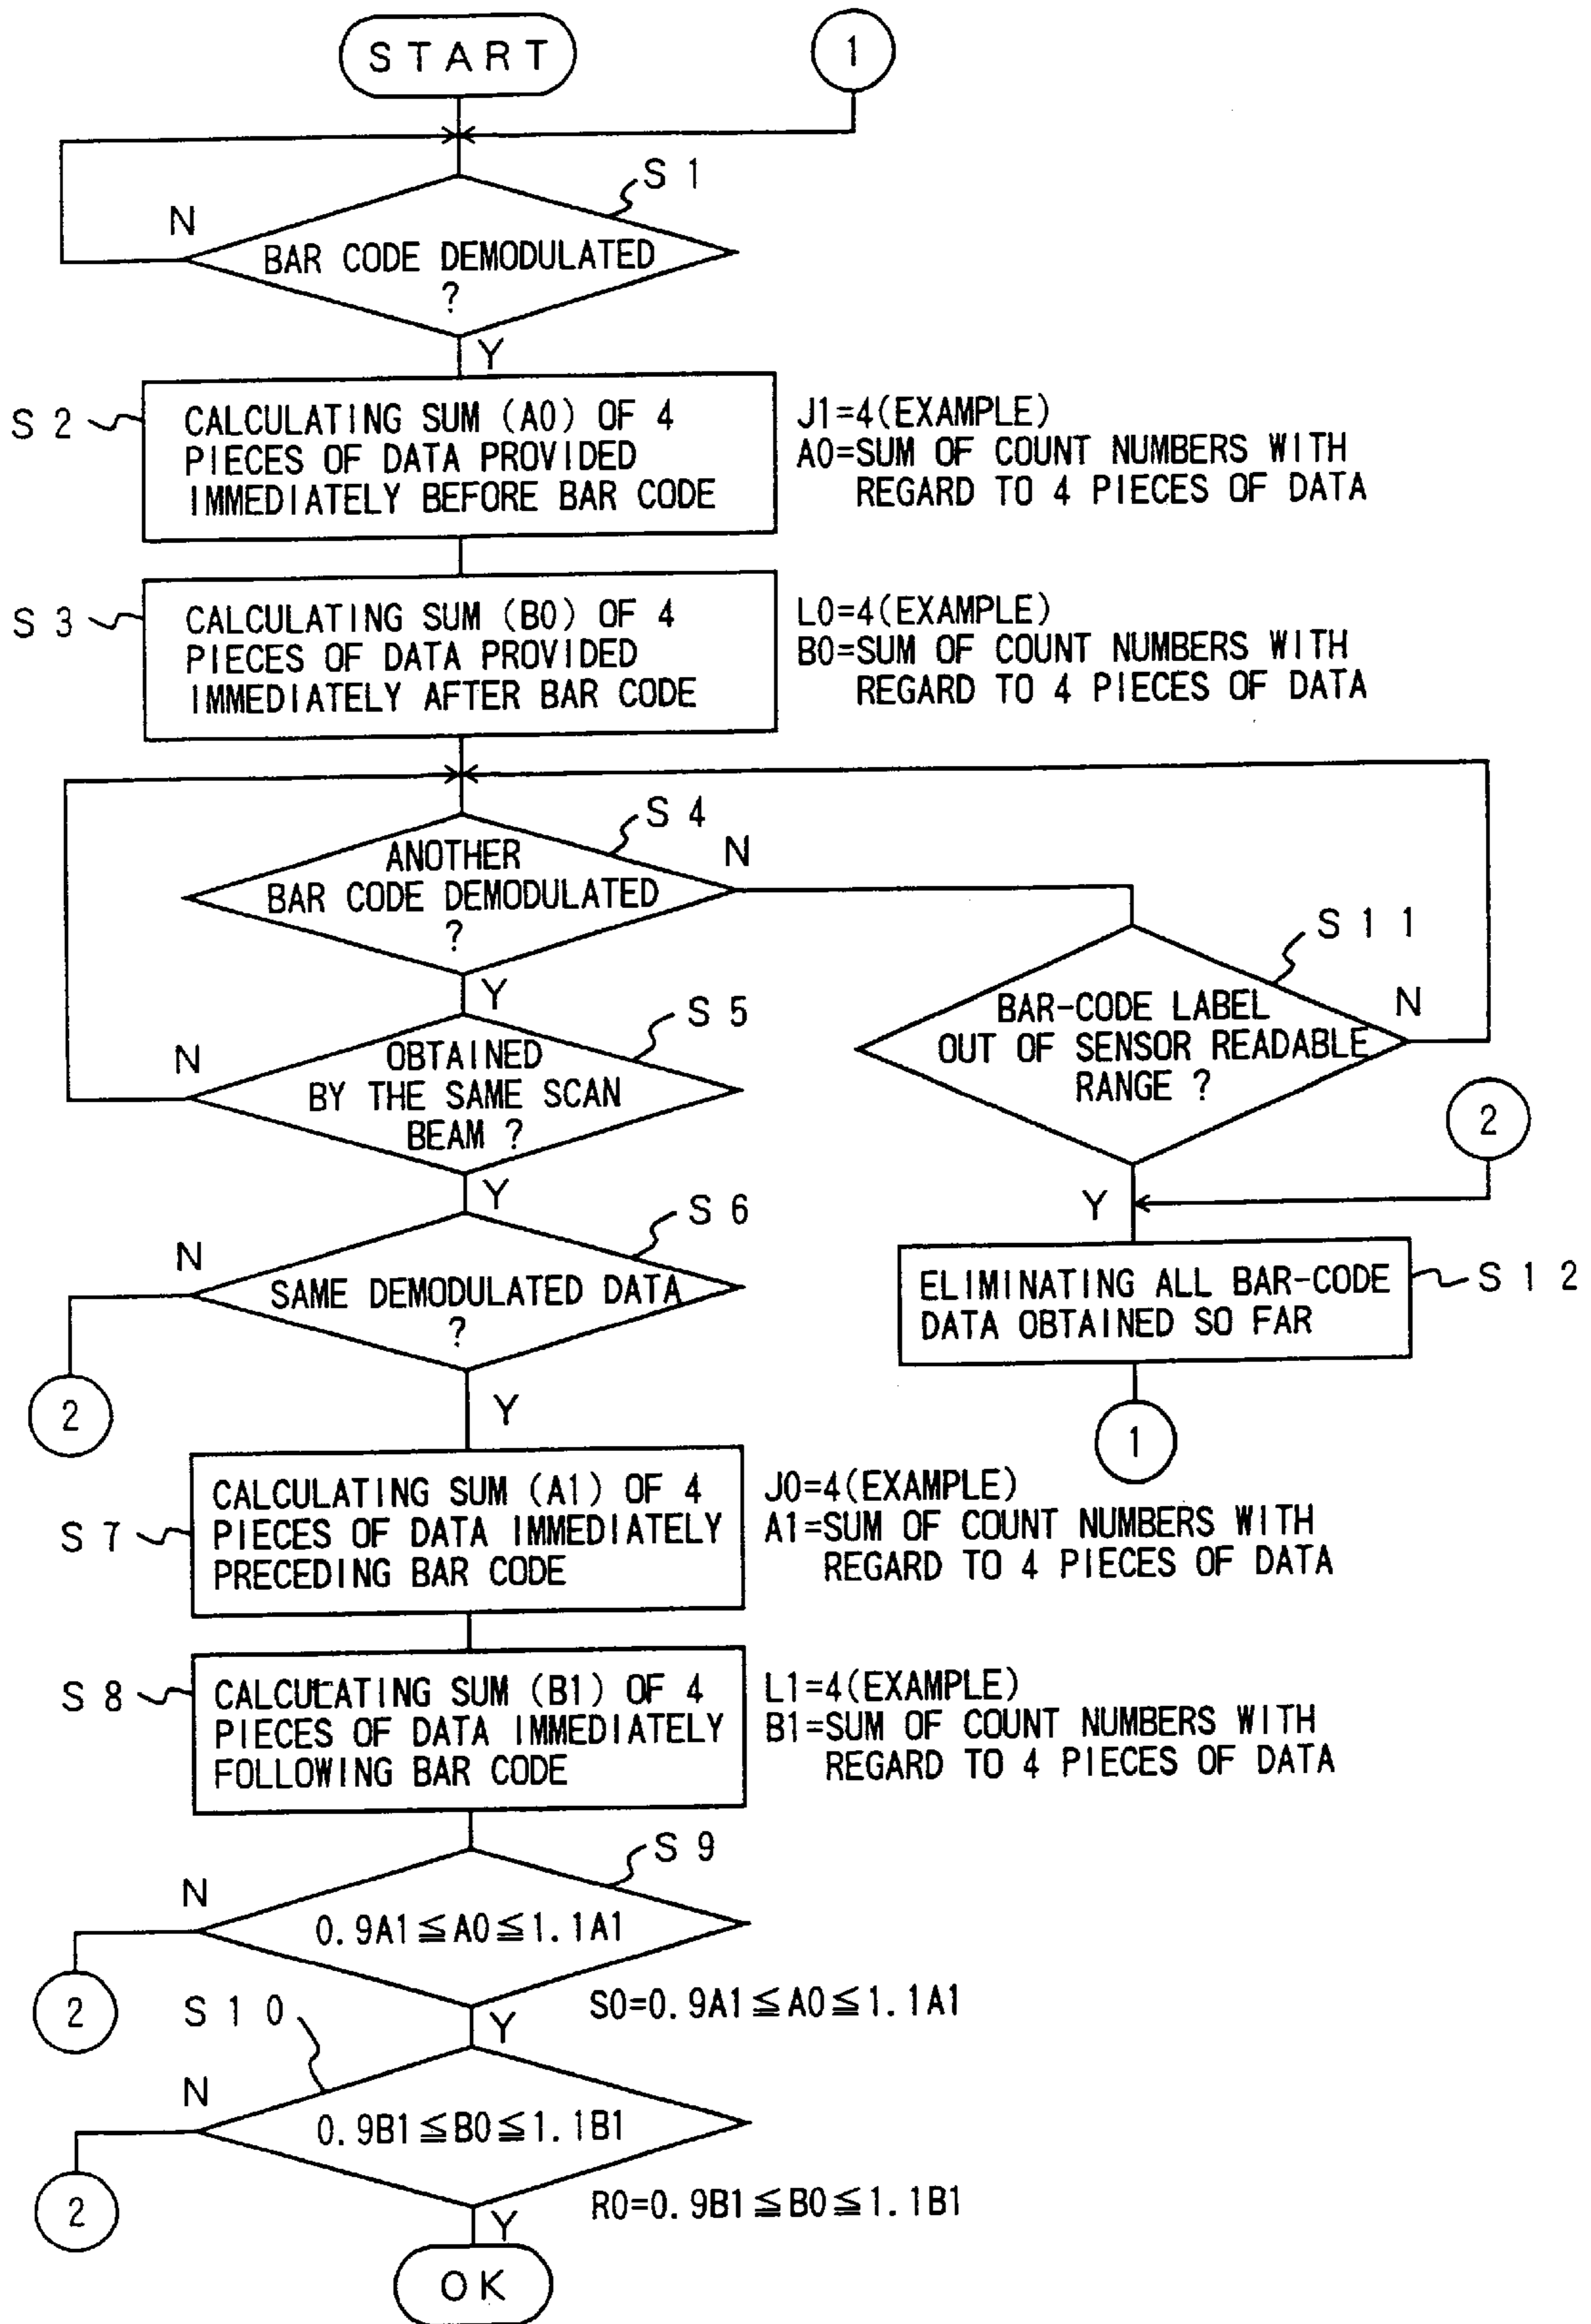 START
1
S 1
N
BAR CODE DEMODULATED
?
Y
S 2
CALCULATING SUM (A0) OF 4
PIECES OF DATA PROVIDED
IMMEDIATELY BEFORE BAR CODE
J1=4(EXAMPLE)
A0=SUM OF COUNT NUMBERS WITH
REGARD TO 4 PIECES OF DATA
S 3
CALCULATING SUM (B0) OF 4
PIECES OF DATA PROVIDED
IMMEDIATELY AFTER BAR CODE
L0=4(EXAMPLE)
B0=SUM OF COUNT NUMBERS WITH
REGARD TO 4 PIECES OF DATA
S 4
N
ANOTHER
BAR CODE DEMODULATED
?
Y
S 1 1
BAR-CODE LABEL
OUT OF SENSOR READABLE
RANGE ?
N
S 5
N
OBTAINED
BY THE SAME SCAN
BEAM ?
Y
2
Y
S 6
N
SAME DEMODULATED DATA
?
Y
2
ELIMINATING ALL BAR-CODE
DATA OBTAINED SO FAR
S 1 2
1
S 7
CALCULATING SUM (A1) OF 4
PIECES OF DATA IMMEDIATELY
PRECEDING BAR CODE
J0=4(EXAMPLE)
A1=SUM OF COUNT NUMBERS WITH
REGARD TO 4 PIECES OF DATA
S 8
CALCULATING SUM (B1) OF 4
PIECES OF DATA IMMEDIATELY
FOLLOWING BAR CODE
L1=4(EXAMPLE)
B1=SUM OF COUNT NUMBERS WITH
REGARD TO 4 PIECES OF DATA
S 9
N
0.9A1≦A0≦1.1A1
2
Y
S0=0.9A1≦A0≦1.1A1
S 1 0
N
0.9B1≦B0≦1.1B1
2
Y
R0=0.9B1≦B0≦1.1B1
OK